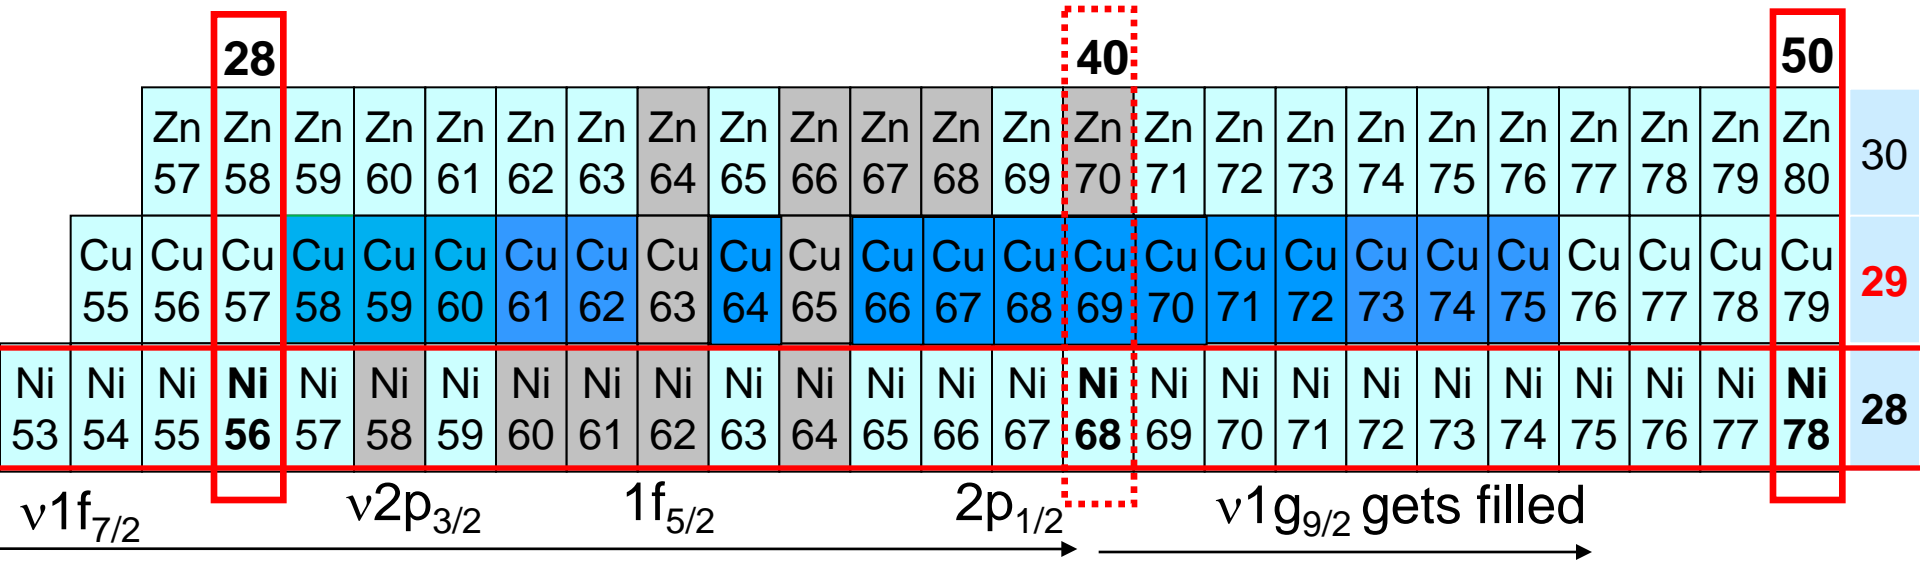 28 40 50
Zn Zn Zn Zn Zn Zn Zn Zn Zn Zn Zn Zn Zn Zn Zn Zn Zn Zn Zn Zn Zn Zn Zn Zn
57 58 59 60 61 62 63 64 65 66 67 68 69 70 71 72 73 74 75 76 77 78 79 80
30
Cu Cu Cu Cu Cu Cu Cu Cu Cu Cu Cu Cu Cu Cu Cu Cu Cu Cu Cu Cu Cu Cu Cu Cu Cu
55 56 57 58 59 60 61 62 63 64 65 66 67 68 69 70 71 72 73 74 75 76 77 78 79
29
Ni Ni Ni Ni Ni Ni Ni Ni Ni Ni Ni Ni Ni Ni Ni Ni Ni Ni Ni Ni Ni Ni Ni Ni Ni Ni
53 54 55 56 57 58 59 60 61 62 63 64 65 66 67 68 69 70 71 72 73 74 75 76 77 78
28
ν1f7/2 ν2p3/2 1f5/2 2p1/2 ν1g9/2 gets filled